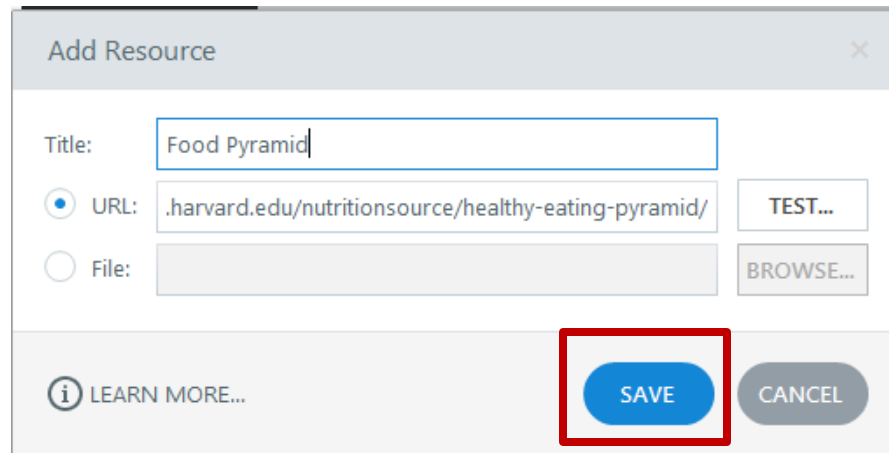 Add Resource
Title: Food Pyramid
URL: .harvard.edu/nutritionsource/healthy-eating-pyramid/ TEST...
File: BROWSE...
LEARN MORE... SAVE CANCEL